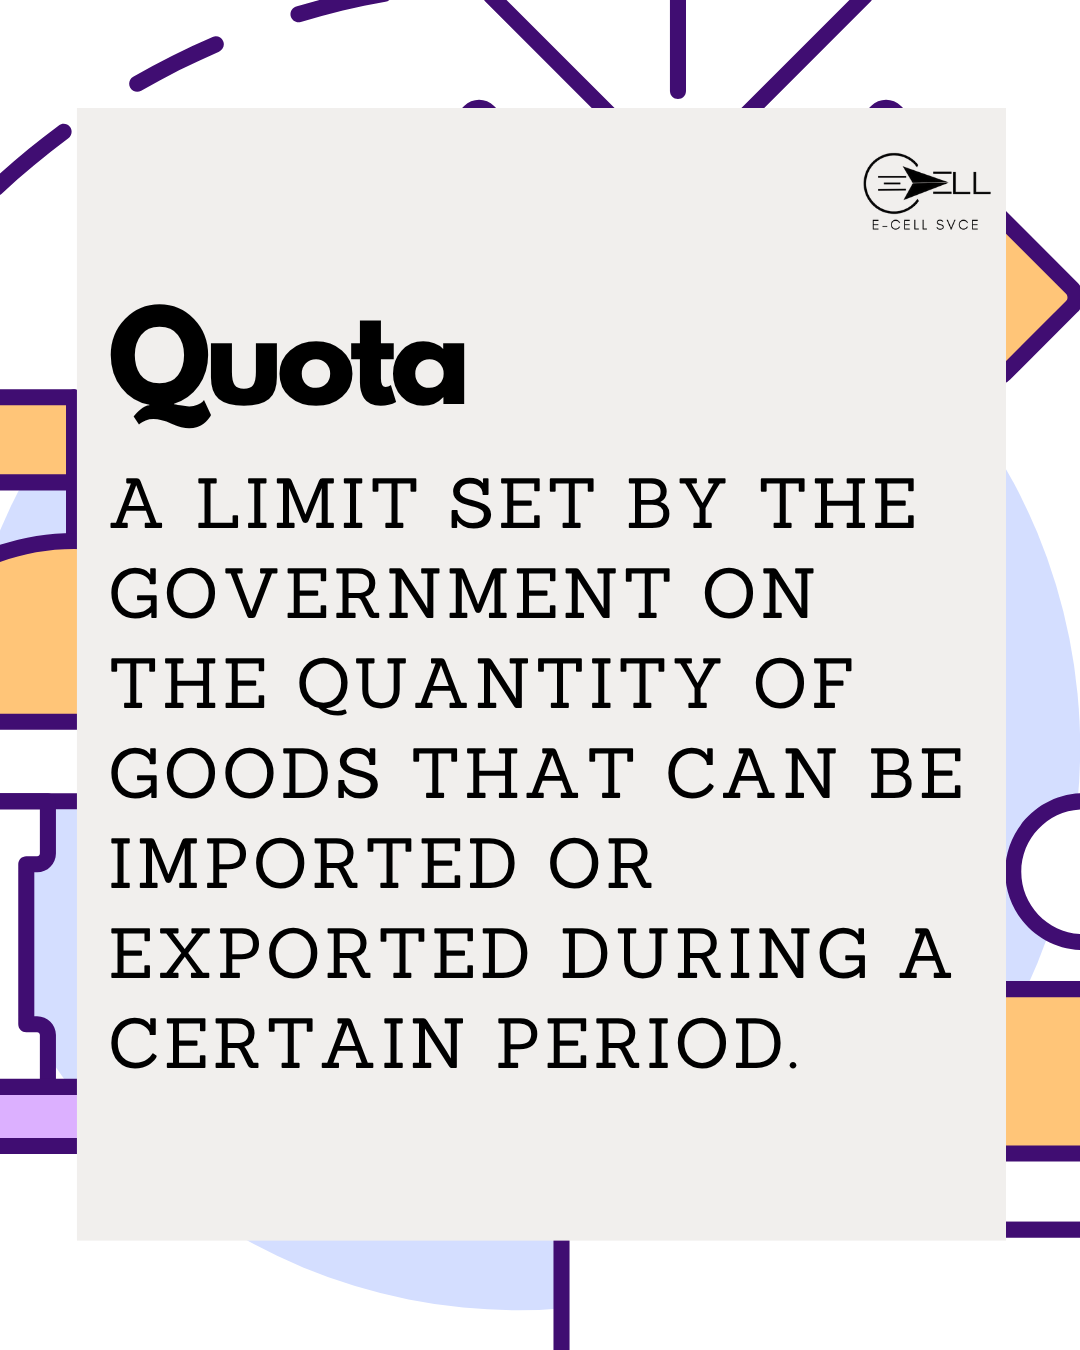 ELL
E-CELL SVCE
Quota
A LIMIT SET BY THE
GOVERNMENT ON
THE QUANTITY OF
GOODS THAT CAN BE
IMPORTED OR
EXPORTED DURING A
CERTAIN PERIOD.